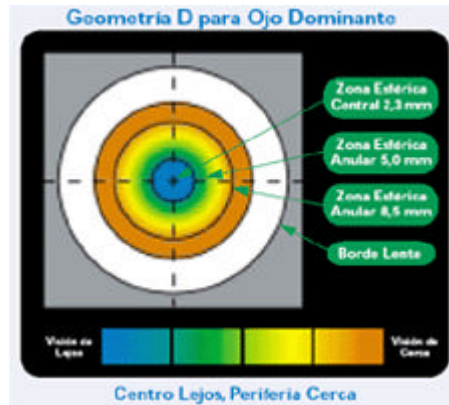 Geometría D para Ojo Dominante
Zona Esférica
Central 2,3 mm
Zona Esférica
Anular 5,0 mm
Zona Esférica
Anular 8,5 mm
Borde Lente
Visión de
Lejos
Visión de
Cerca
Centro Lejos, Periferia Cerca